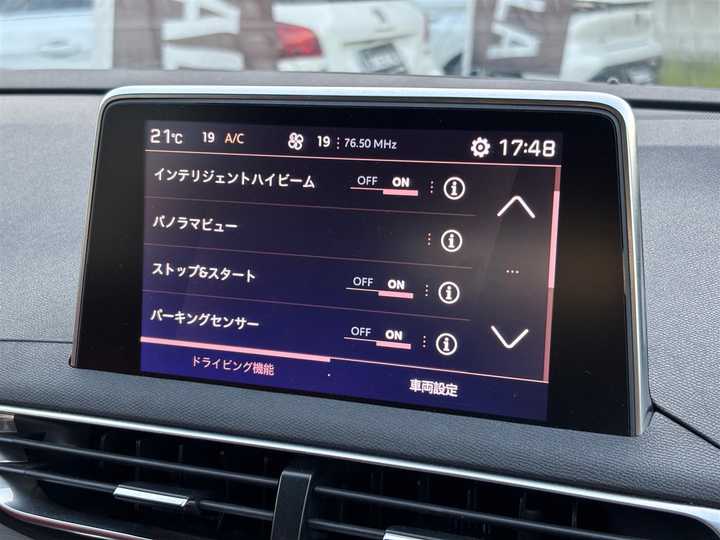 21°C 19 A/C 19 76.50 MHz 17:48
インテリジェントハイビーム OFF ON
パノラマビュー
ストップ&スタート OFF ON
パーキングセンサー OFF ON
ドライビング機能 車両設定